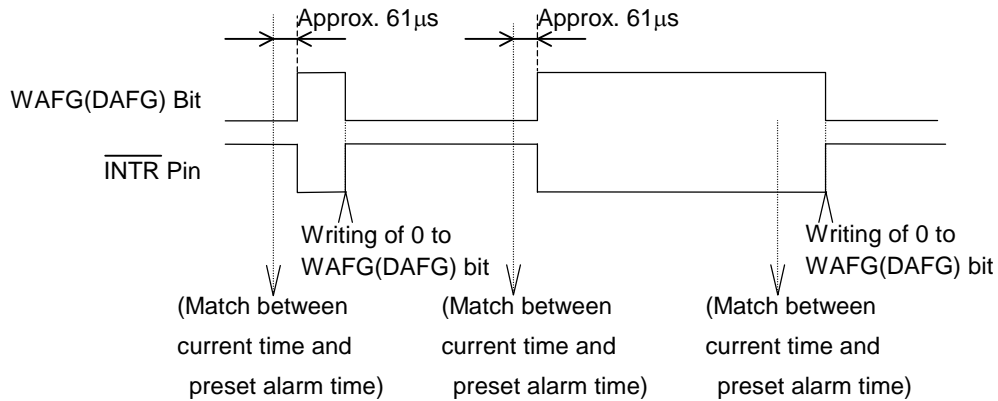 Approx. 61μs
Approx. 61μs
WAFG(DAFG) Bit
INTR Pin
Writing of 0 to
WAFG(DAFG) bit
Writing of 0 to
WAFG(DAFG) bit
(Match between
current time and
preset alarm time)
(Match between
current time and
preset alarm time)
(Match between
current time and
preset alarm time)